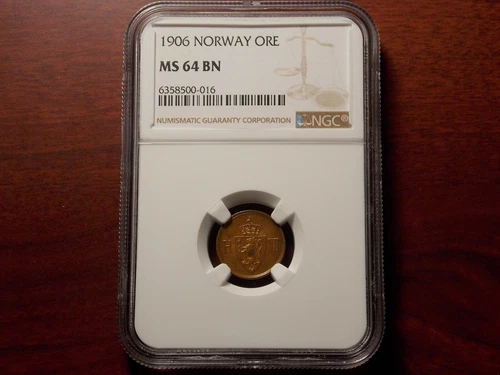 1906 NORWAY ORE
MS 64 BN
6358500-016
NUMISMATIC GUARANTY CORPORATION NGC®